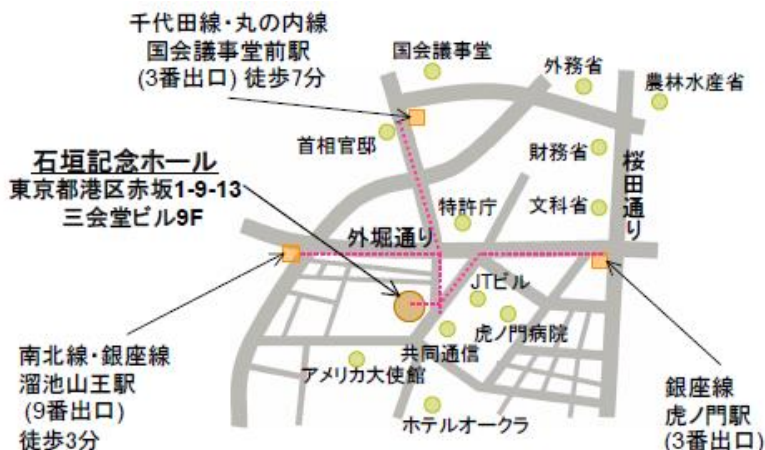 千代田線・丸の内線
国会議事堂前駅
(3番出口) 徒歩7分
国会議事堂
外務省
農林水産省
首相官邸
財務省
桜田通り
石垣記念ホール
東京都港区赤坂1-9-13
三会堂ビル9F
特許庁
文科省
外堀通り
JTビル
虎ノ門病院
共同通信
アメリカ大使館
ホテルオークラ
南北線・銀座線
溜池山王駅
(9番出口)
徒歩3分
銀座線
虎ノ門駅
(3番出口)